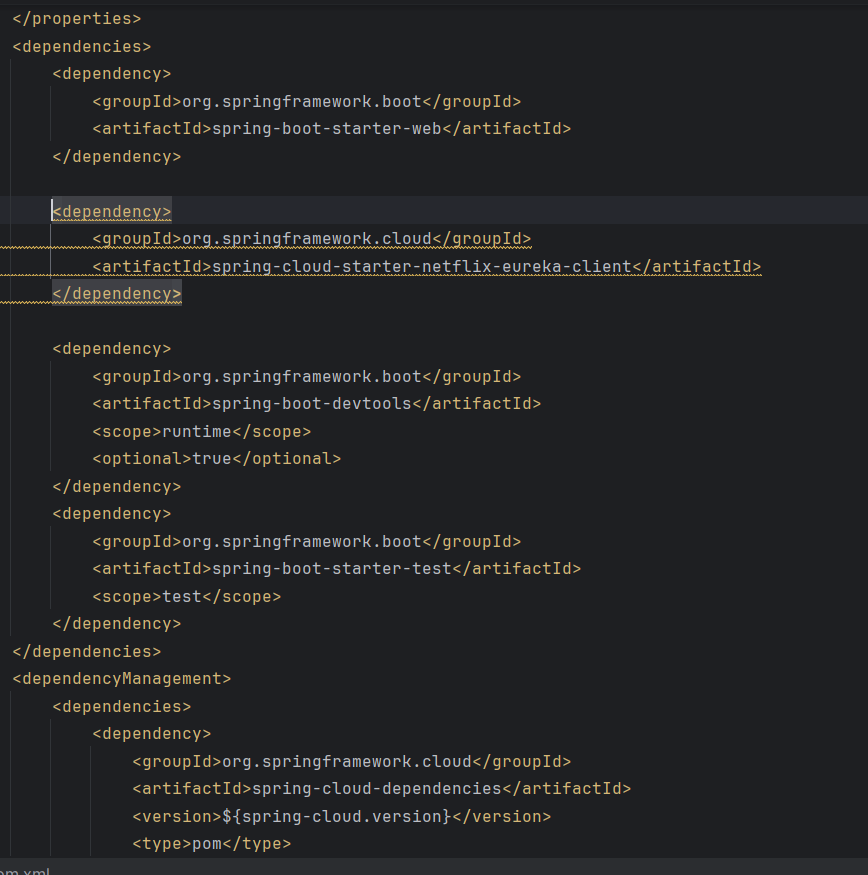 </properties>
<dependencies>
<dependency>
<groupId>org.springframework.boot</groupId>
<artifactId>spring-boot-starter-web</artifactId>
</dependency>
<dependency>
<groupId>org.springframework.cloud</groupId>
<artifactId>spring-cloud-starter-netflix-eureka-client</artifactId>
</dependency>
<dependency>
<groupId>org.springframework.boot</groupId>
<artifactId>spring-boot-devtools</artifactId>
<scope>runtime</scope>
<optional>true</optional>
</dependency>
<dependency>
<groupId>org.springframework.boot</groupId>
<artifactId>spring-boot-starter-test</artifactId>
<scope>test</scope>
</dependency>
</dependencies>
<dependencyManagement>
<dependencies>
<dependency>
<groupId>org.springframework.cloud</groupId>
<artifactId>spring-cloud-dependencies</artifactId>
<version>${spring-cloud.version}</version>
<type>pom</type>